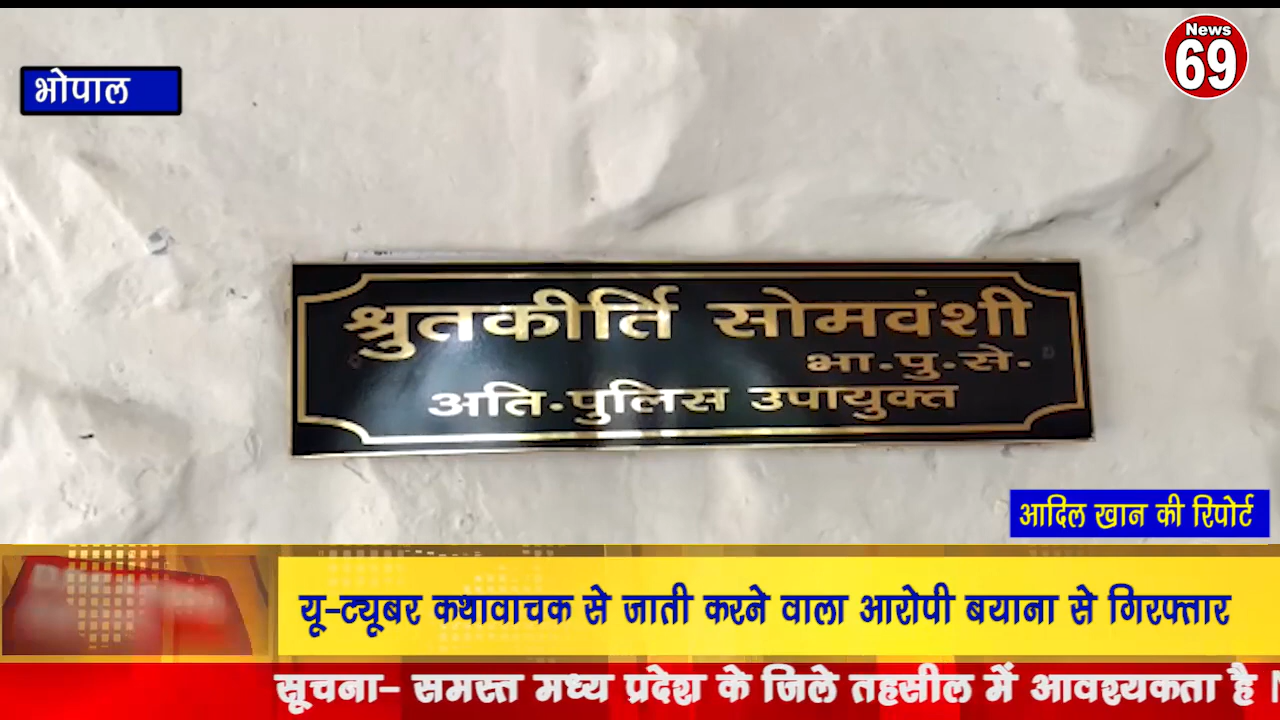 News
69
भोपाल
श्रुतकीर्ति सोमवंशी
भा.पु.से.
अति.पुलिस उपायुक्त
आदिल खान की रिपोर्ट
यू-ट्यूबर कथावाचक से जाती करने वाला आरोपी बयाना से गिरफ्तार
सूचना- समस्त मध्य प्रदेश के जिले तहसील में आवश्यकता है